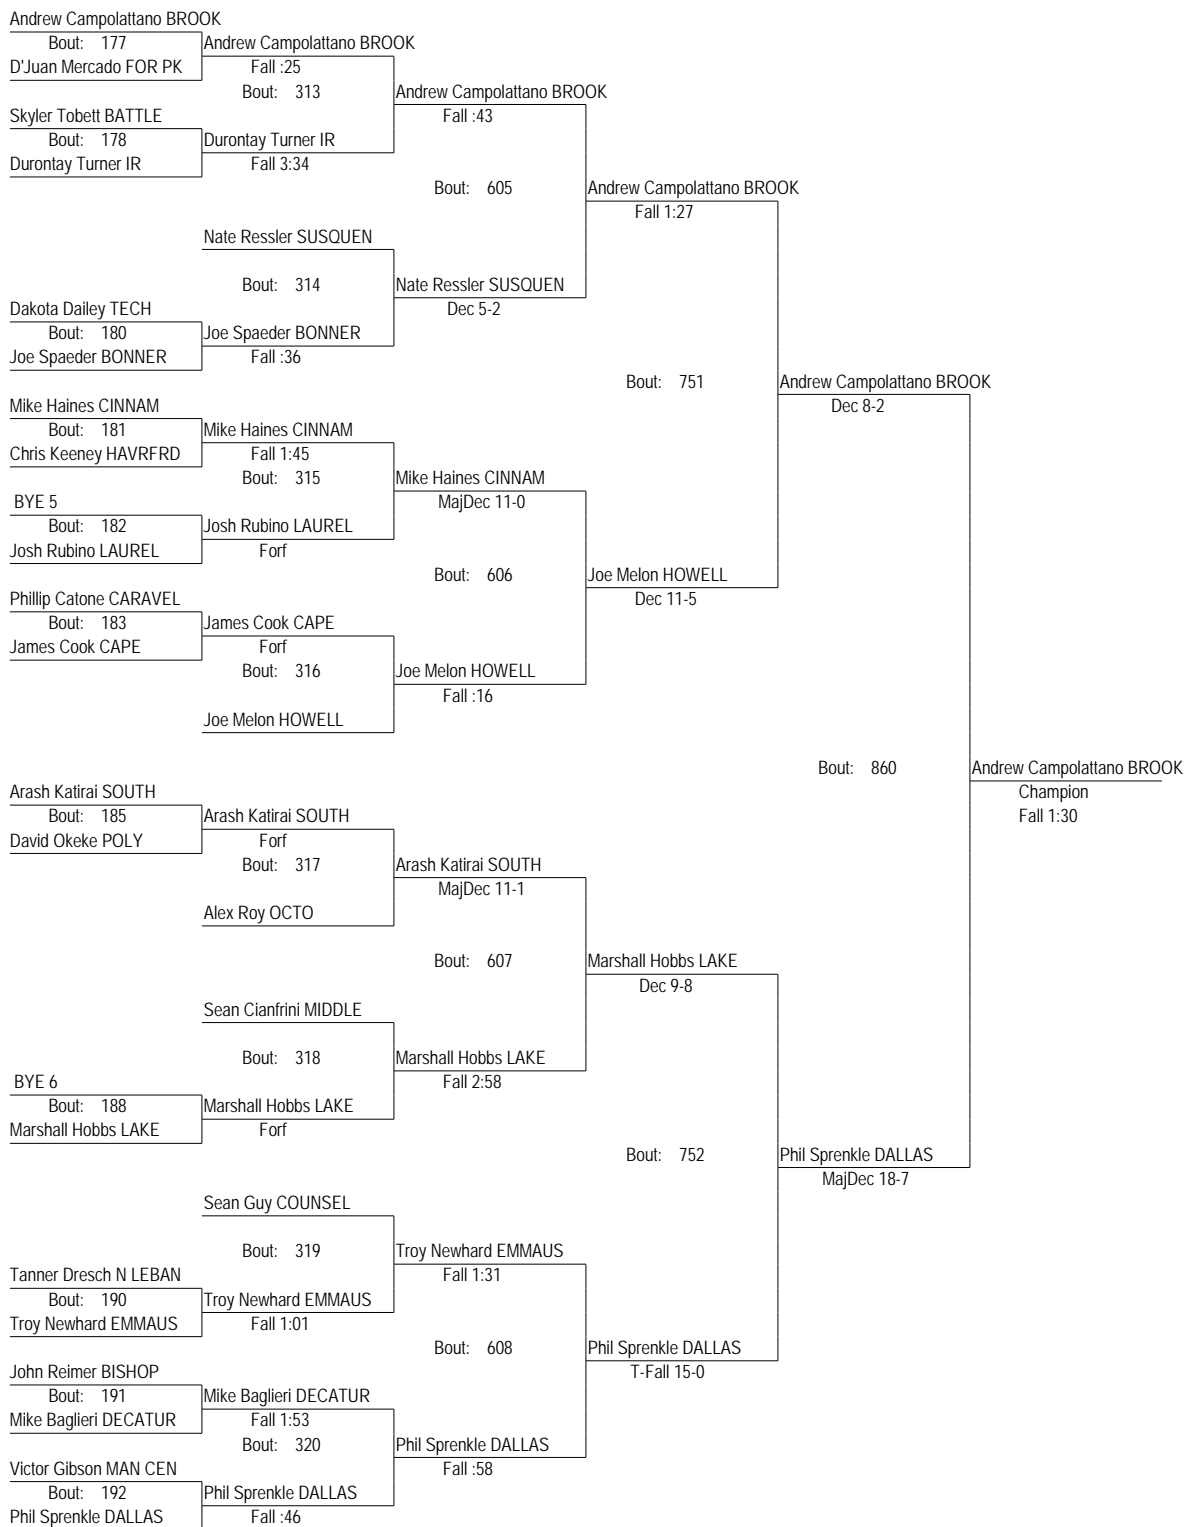 Andrew Campolattano BROOK
Bout: 177
Andrew Campolattano BROOK
D'Juan Mercado FOR PK
Fall :25
Bout: 313
Andrew Campolattano BROOK
Skyler Tobett BATTLE
Fall :43
Bout: 178
Durontay Turner IR
Durontay Turner IR
Fall 3:34
Bout: 605
Andrew Campolattano BROOK
Fall 1:27
Nate Ressler SUSQUEN
Bout: 314
Nate Ressler SUSQUEN
Dakota Dailey TECH
Dec 5-2
Bout: 180
Joe Spaeder BONNER
Joe Spaeder BONNER
Fall :36
Bout: 751
Andrew Campolattano BROOK
Mike Haines CINNAM
Dec 8-2
Bout: 181
Mike Haines CINNAM
Chris Keeney HAVRFRD
Fall 1:45
Bout: 315
Mike Haines CINNAM
BYE 5
MajDec 11-0
Bout: 182
Josh Rubino LAUREL
Josh Rubino LAUREL
Forf
Bout: 606
Joe Melon HOWELL
Phillip Catone CARAVEL
Dec 11-5
Bout: 183
James Cook CAPE
James Cook CAPE
Forf
Bout: 316
Joe Melon HOWELL
Fall :16
Joe Melon HOWELL
Bout: 860
Andrew Campolattano BROOK
Arash Katirai SOUTH
Champion
Bout: 185
Arash Katirai SOUTH
Fall 1:30
David Okeke POLY
Forf
Bout: 317
Arash Katirai SOUTH
MajDec 11-1
Alex Roy OCTO
Bout: 607
Marshall Hobbs LAKE
Dec 9-8
Sean Cianfrini MIDDLE
Bout: 318
Marshall Hobbs LAKE
BYE 6
Fall 2:58
Bout: 188
Marshall Hobbs LAKE
Marshall Hobbs LAKE
Forf
Bout: 752
Phil Sprenkle DALLAS
MajDec 18-7
Sean Guy COUNSEL
Bout: 319
Troy Newhard EMMAUS
Tanner Dresch N LEBAN
Fall 1:31
Bout: 190
Troy Newhard EMMAUS
Troy Newhard EMMAUS
Fall 1:01
Bout: 608
Phil Sprenkle DALLAS
John Reimer BISHOP
T-Fall 15-0
Bout: 191
Mike Baglieri DECATUR
Mike Baglieri DECATUR
Fall 1:53
Bout: 320
Phil Sprenkle DALLAS
Victor Gibson MAN CEN
Fall :58
Bout: 192
Phil Sprenkle DALLAS
Phil Sprenkle DALLAS
Fall :46